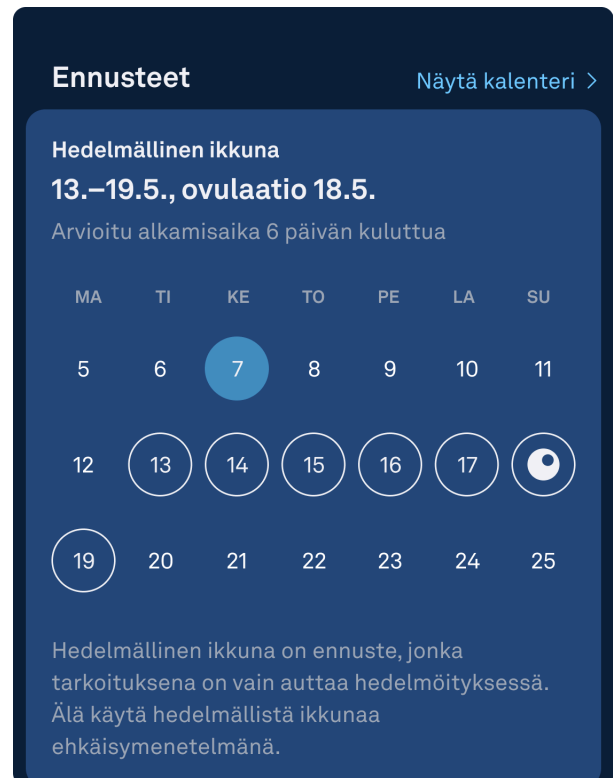 Ennusteet
Näytä kalenteri >
Hedelmällinen ikkuna
13.–19.5., ovulaatio 18.5.
Arvioitu alkamisaika 6 päivän kuluttua
MA TI KE TO PE LA SU
5 6 7 8 9 10 11
12 13 14 15 16 17
19 20 21 22 23 24 25
Hedelmällinen ikkuna on ennuste, jonka
tarkoituksena on vain auttaa hedelmöityksessä.
Älä käytä hedelmällistä ikkunaa
ehkäisymenetelmänä.